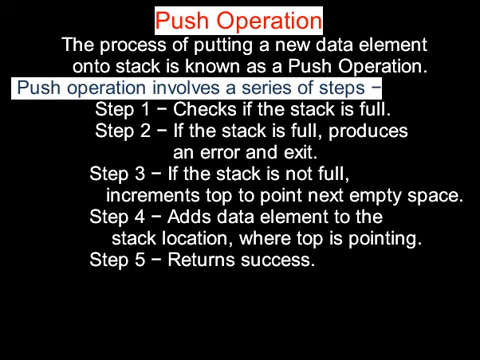 Push Operation
The process of putting a new data element
onto stack is known as a Push Operation.
Push operation involves a series of steps −
Step 1 − Checks if the stack is full.
Step 2 − If the stack is full, produces
an error and exit.
Step 3 − If the stack is not full,
increments top to point next empty space.
Step 4 − Adds data element to the
stack location, where top is pointing.
Step 5 − Returns success.